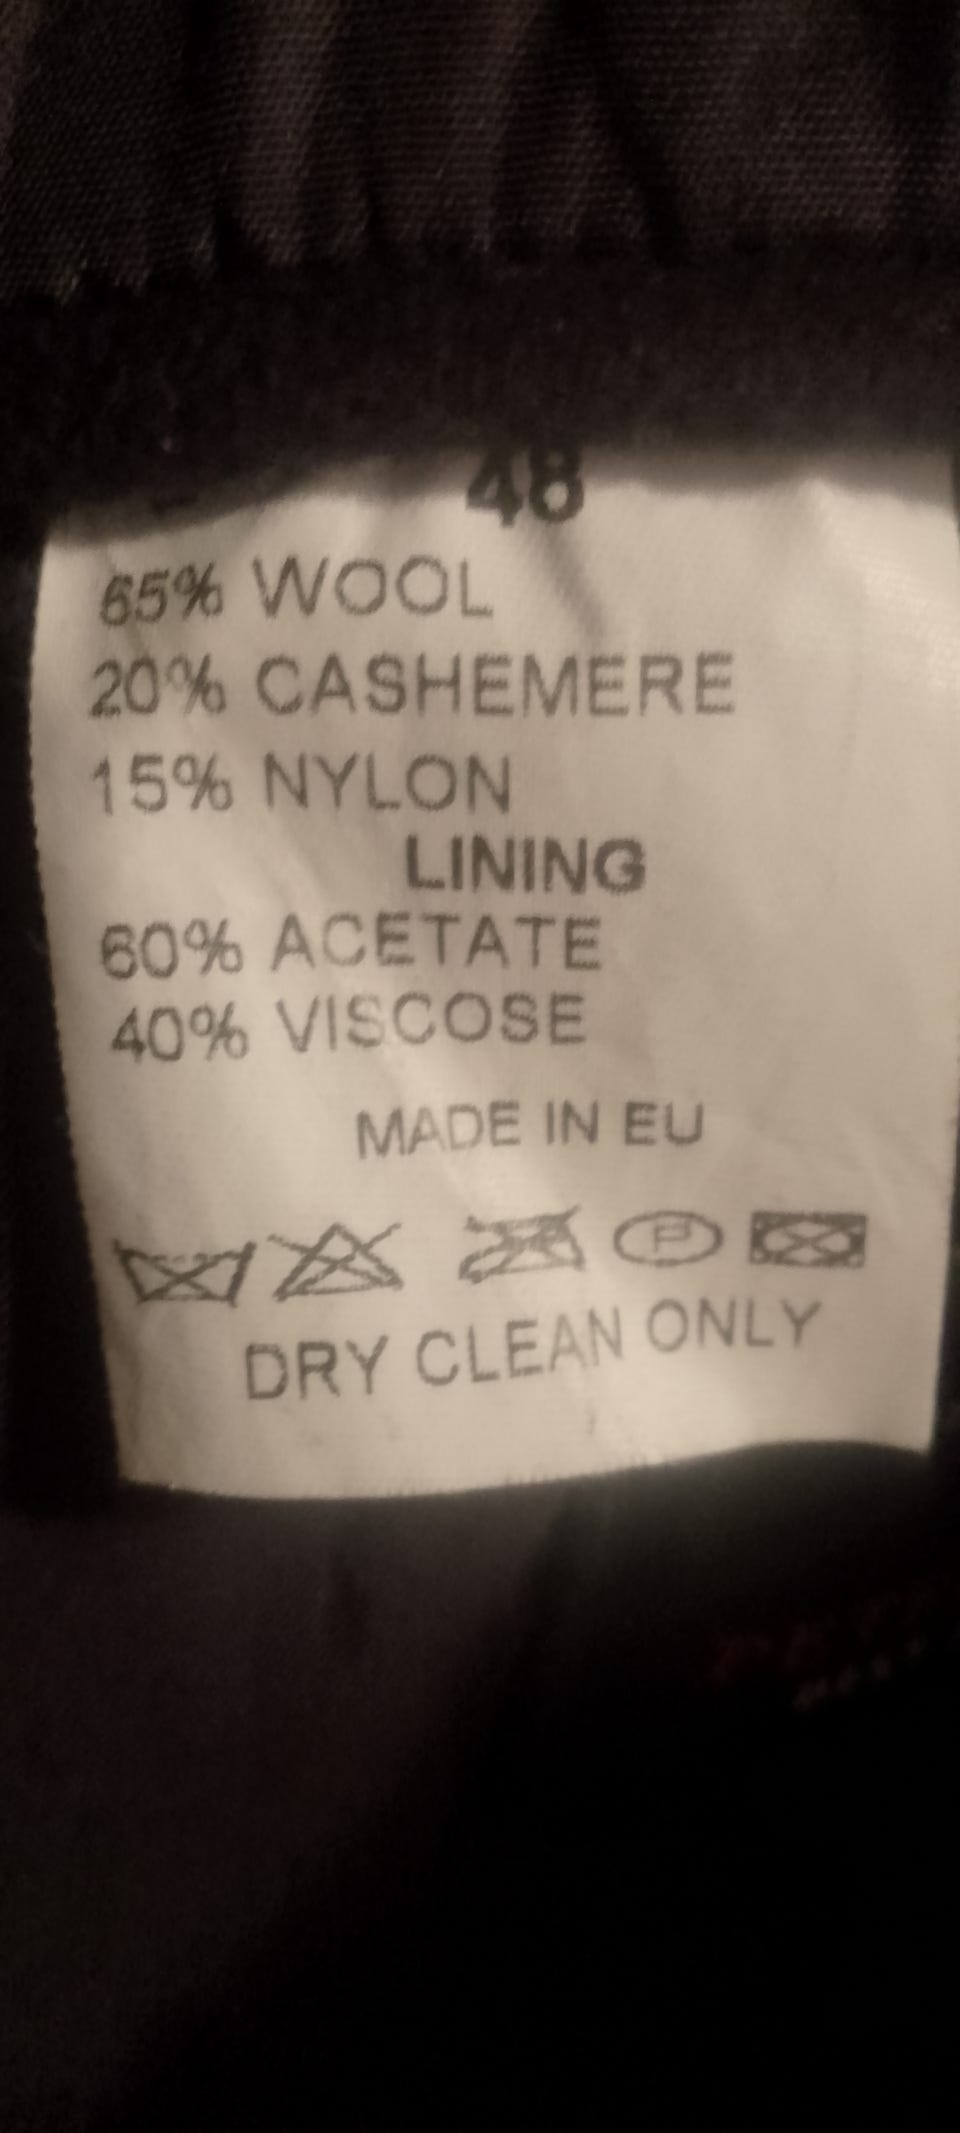 48
65% WOOL
20% CASHEMERE
15% NYLON
LINING
60% ACETATE
40% VISCOSE
MADE IN EU
P
DRY CLEAN ONLY